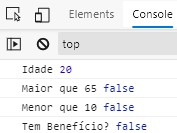 Elements Console
top
Idade 20
Maior que 65 false
Menor que 10 false
Tem Benefício? false